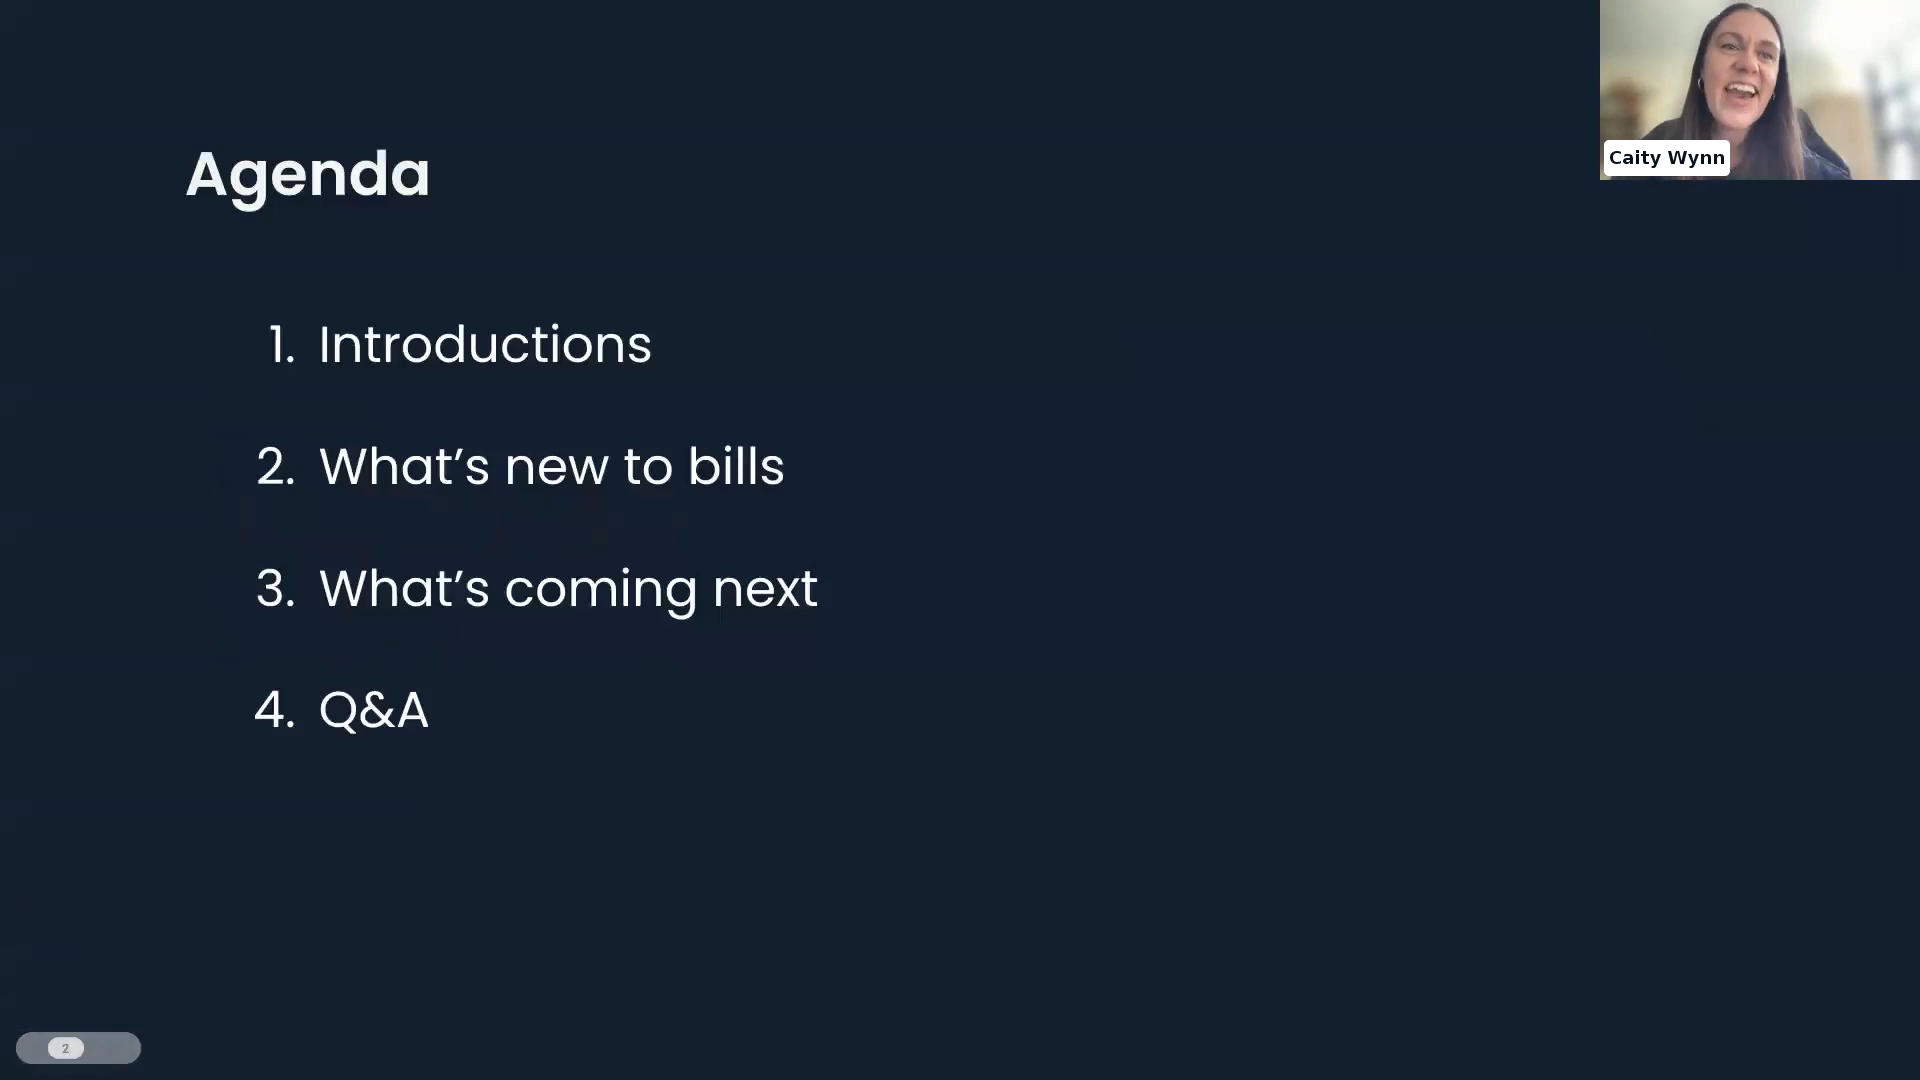 Agenda
Caity Wynn
1. Introductions
2. What’s new to bills
3. What’s coming next
4. Q&A
2